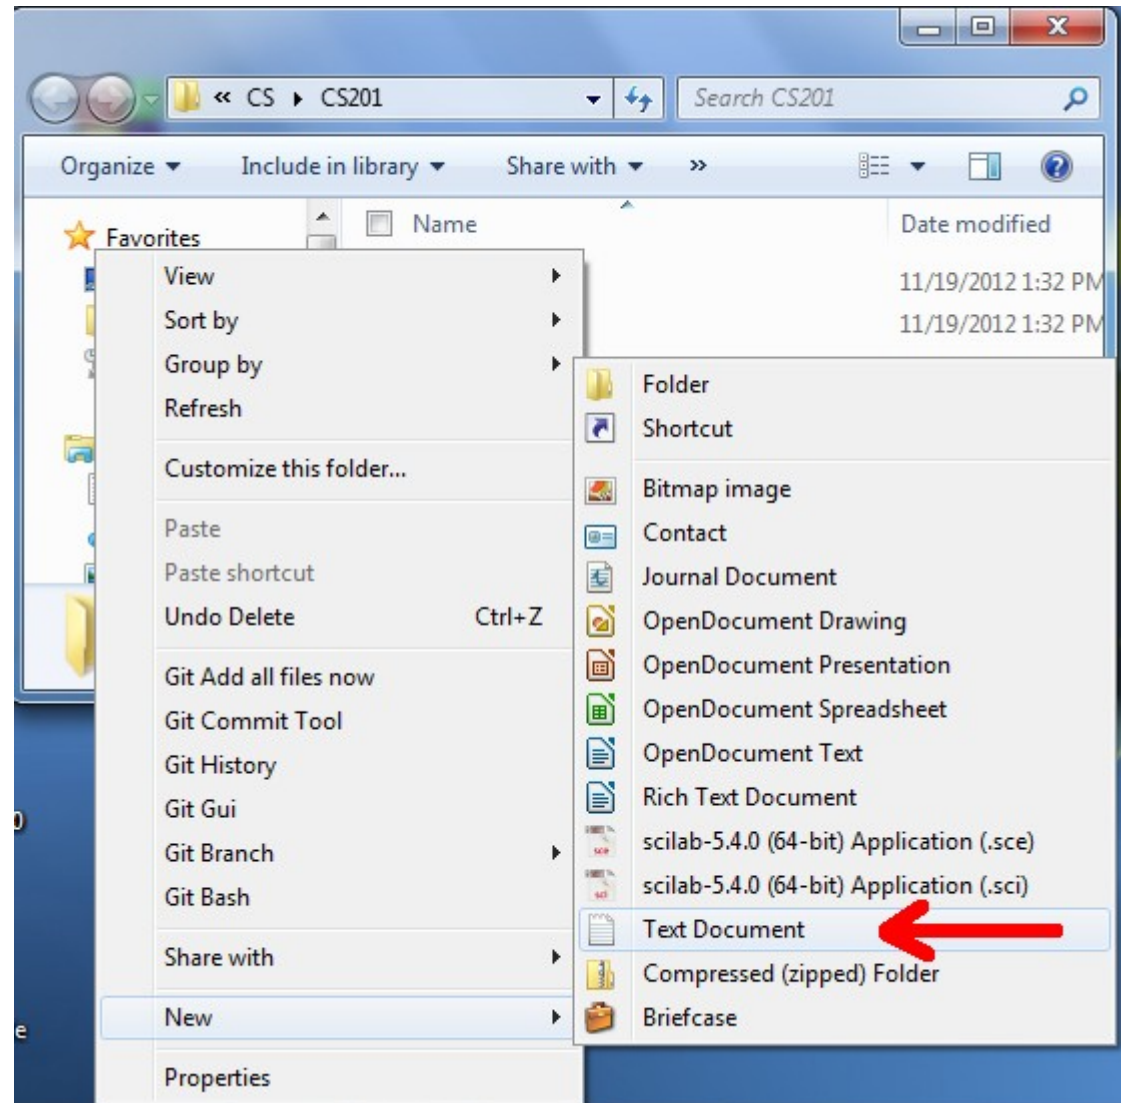 « CS ▸ CS201
Search CS201
Organize
Include in library
Share with
»
Favorites
Name
Date modified
11/19/2012 1:32 PM
11/19/2012 1:32 PM
View
Sort by
Group by
Refresh
Customize this folder...
Paste
Paste shortcut
Undo Delete Ctrl+Z
Git Add all files now
Git Commit Tool
Git History
Git Gui
Git Branch
Git Bash
Share with
New
Properties
Folder
Shortcut
Bitmap image
Contact
Journal Document
OpenDocument Drawing
OpenDocument Presentation
OpenDocument Spreadsheet
OpenDocument Text
Rich Text Document
scilab-5.4.0 (64-bit) Application (.sce)
scilab-5.4.0 (64-bit) Application (.sci)
Text Document
Compressed (zipped) Folder
Briefcase